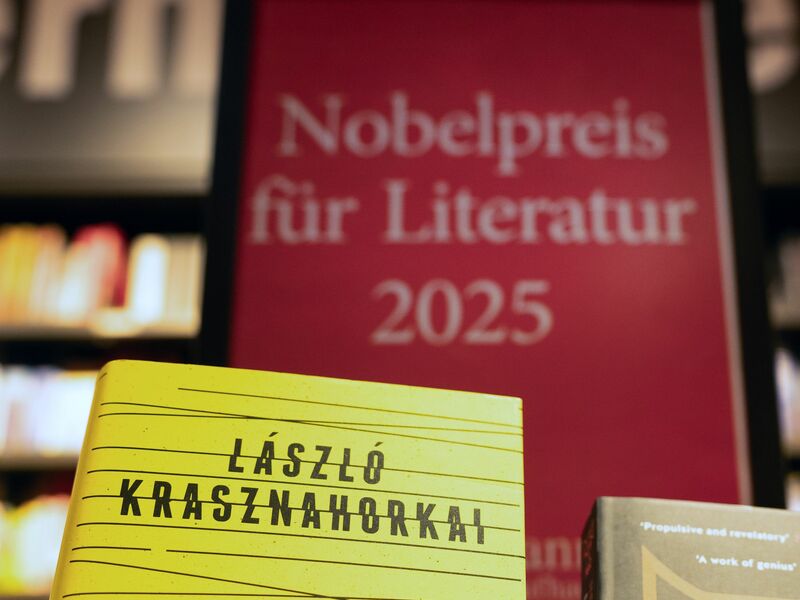 Nobelpreis
für Literatur
2025
LÁSZLÓ
KRASZNAHORKAI
'Propulsive and revelatory'
'A work of genius'